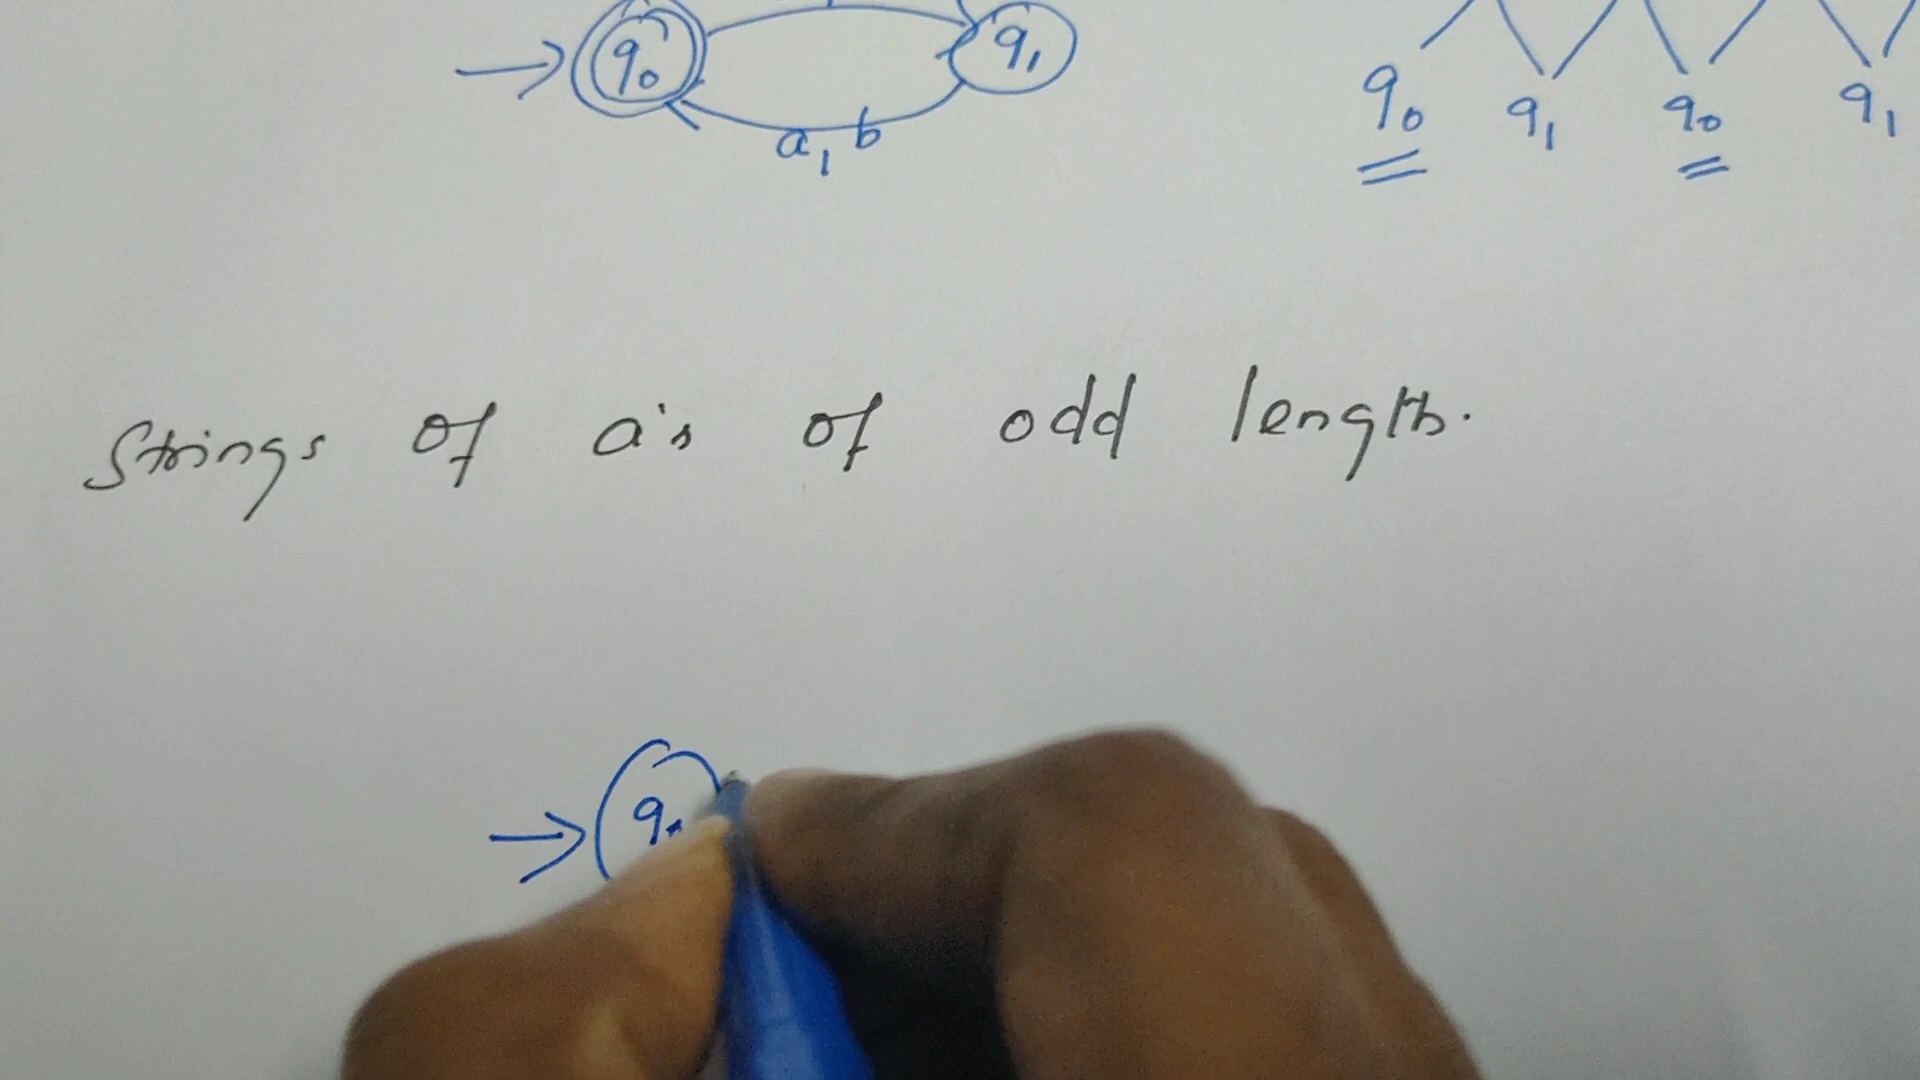 q0 q1
a, b
q0 q1 q0 q1
Strings of a's of odd length.
q0